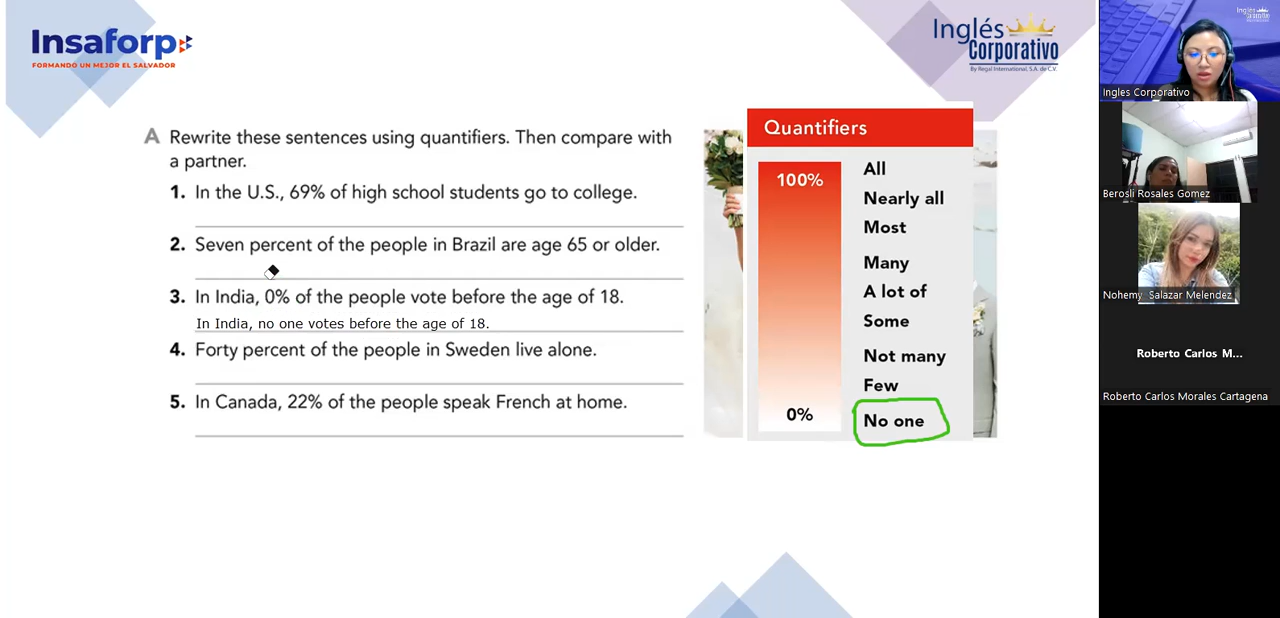 Insaforp
FORMANDO UN MEJOR EL SALVADOR
Inglés
Corporativo
By Regal International, S.A. de C.V.
A Rewrite these sentences using quantifiers. Then compare with
a partner.
1. In the U.S., 69% of high school students go to college.
2. Seven percent of the people in Brazil are age 65 or older.
3. In India, 0% of the people vote before the age of 18.
In India, no one votes before the age of 18.
4. Forty percent of the people in Sweden live alone.
5. In Canada, 22% of the people speak French at home.
Quantifiers
100%
All
Nearly all
Most
Many
A lot of
Some
Not many
Few
0%
No one
Inglés
Ingles Corporativo
Berosli Rosales Gomez
Nohemy Salazar Melendez
Roberto Carlos M...
Roberto Carlos Morales Cartagena